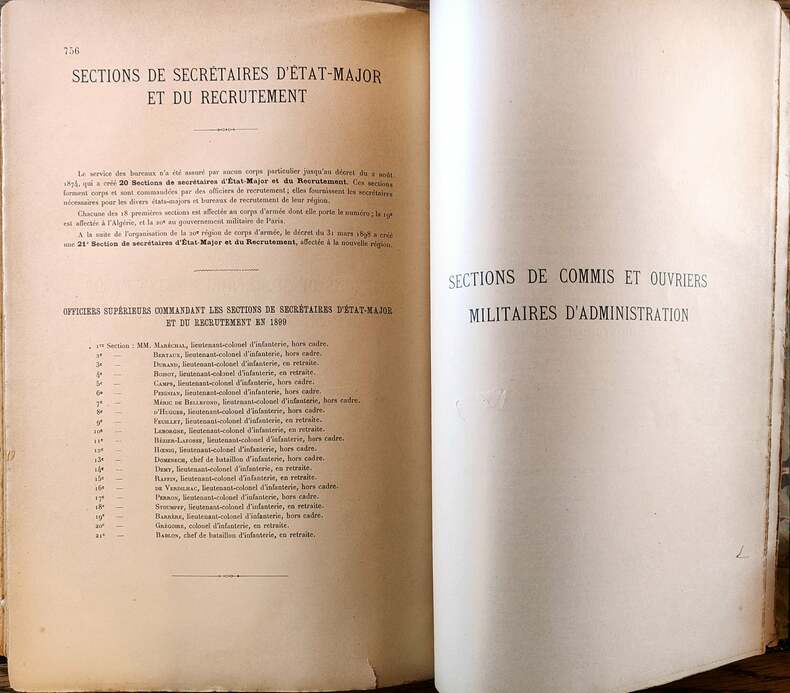 756
SECTIONS DE SECRÉTAIRES D'ÉTAT-MAJOR
ET DU RECRUTEMENT
Le service des bureaux n'a été assuré par aucun corps particulier jusqu'au décret du 2 août
1874, qui a créé 20 Sections de secrétaires d'État-Major et du Recrutement. Ces sections
forment corps et sont commandées par des officiers de recrutement ; elles fournissent les secrétaires
nécessaires pour les divers états-majors et bureaux de recrutement de leur région.
Chacune des 18 premières sections est affectée au corps d'armée dont elle porte le numéro ; la 19e
est affectée à l'Algérie, et la 20e au gouvernement militaire de Paris.
A la suite de l'organisation de la 20e région de corps d'armée, le décret du 31 mars 1898 a créé
une 21e Section de secrétaires d'État-Major et du Recrutement, affectée à la nouvelle région.
OFFICIERS SUPÉRIEURS COMMANDANT LES SECTIONS DE SECRÉTAIRES D'ÉTAT-MAJOR
ET DU RECRUTEMENT EN 1899
1re Section : MM. MARÉCHAL, lieutenant-colonel d'infanterie, hors cadre.
2e — BERTAUX, lieutenant-colonel d'infanterie, hors cadre.
3e — DURAND, lieutenant-colonel d'infanterie, en retraite.
4e — BOISOT, lieutenant-colonel d'infanterie, en retraite.
5e — CAMPS, lieutenant-colonel d'infanterie, hors cadre.
6e — PEIGNIAN, lieutenant-colonel d'infanterie, hors cadre.
7e — MÉRIC DE BELLEFOND, lieutenant-colonel d'infanterie, hors cadre.
8e — D'HUGUES, lieutenant-colonel d'infanterie, hors cadre.
9e — FEUILLET, lieutenant-colonel d'infanterie, en retraite.
10e — LEBORGNE, lieutenant-colonel d'infanterie, en retraite.
11e — BÉZIER-LAFOSSE, lieutenant-colonel d'infanterie, hors cadre.
12e — lieutenant-colonel d'infanterie, hors cadre.
13e — DOMENECH, chef de bataillon d'infanterie, hors cadre.
14e — DEMY, lieutenant-colonel d'infanterie, en retraite.
15e — RAFFIN, lieutenant-colonel d'infanterie, en retraite.
16e — DE VERDILHAC, lieutenant-colonel d'infanterie, hors cadre.
17e — PERRON, lieutenant-colonel d'infanterie, hors cadre.
18e — STOUMPFF, lieutenant-colonel d'infanterie, en retraite.
19e — BARRÈRE, lieutenant-colonel d'infanterie, hors cadre.
20e — GRÉGOIRE, colonel d'infanterie, en retraite.
21e — BABLON, chef de bataillon d'infanterie, en retraite.
SECTIONS DE COMMIS ET OUVRIERS
MILITAIRES D'ADMINISTRATION